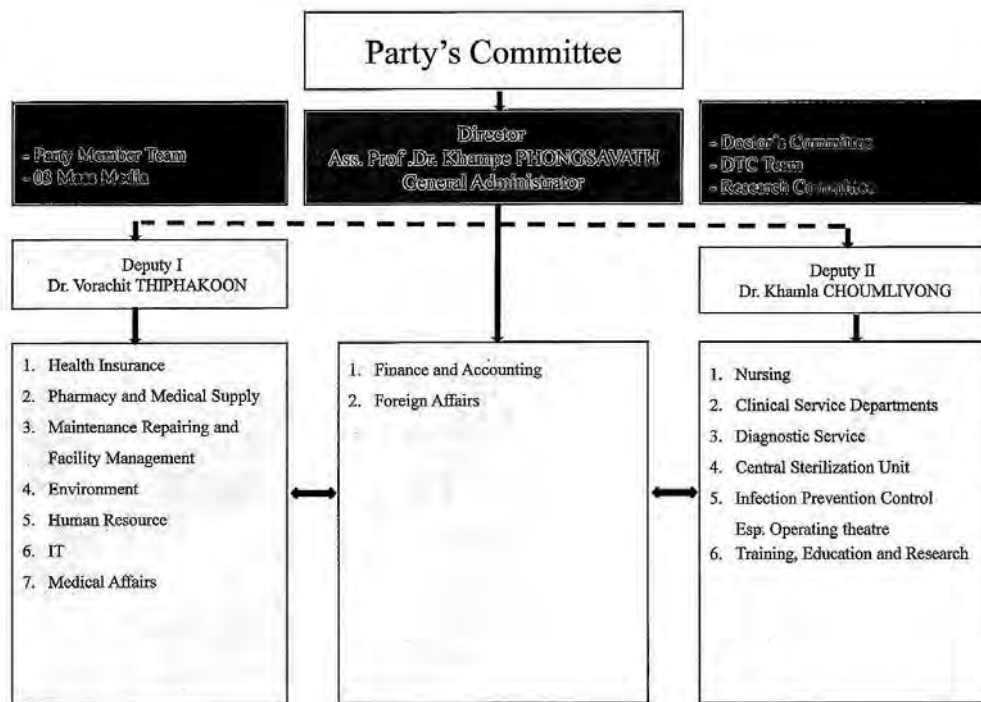 Party's Committee
- Party Member Team
- 03 Mass Media
Director
Ass. Prof .Dr. Khampe PHONGSAVATH
General Administrator
- Doctor's Committee
- DTC Team
- Research Committee
Deputy I
Dr. Vorachit THIPHAKOON
Deputy II
Dr. Khamla CHOUMLIVONG
1. Health Insurance
2. Pharmacy and Medical Supply
3. Maintenance Repairing and
Facility Management
4. Environment
5. Human Resource
6. IT
7. Medical Affairs
1. Finance and Accounting
2. Foreign Affairs
1. Nursing
2. Clinical Service Departments
3. Diagnostic Service
4. Central Sterilization Unit
5. Infection Prevention Control
Esp. Operating theatre
6. Training, Education and Research